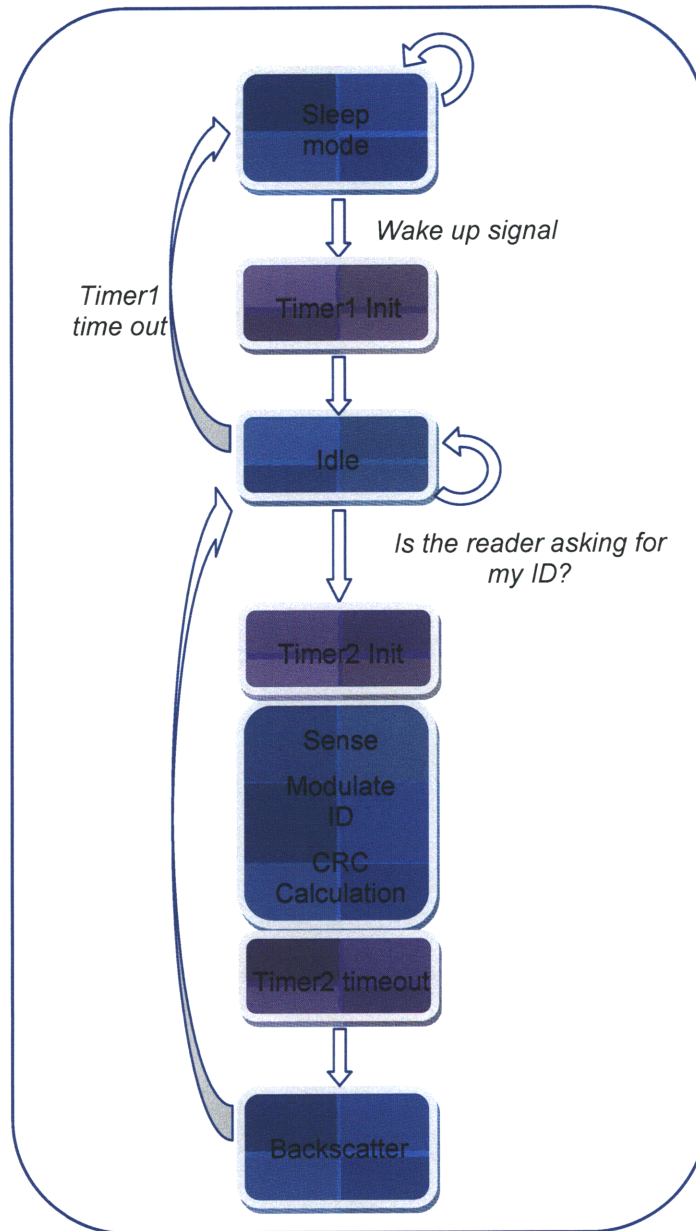 Sleep
mode
Wake up signal
Timer1
time out
Timer1 Init
Idle
Is the reader asking for
my ID?
Timer2 Init
Sense
Modulate
ID
CRC
Calculation
Timer2 timeout
Backscatter